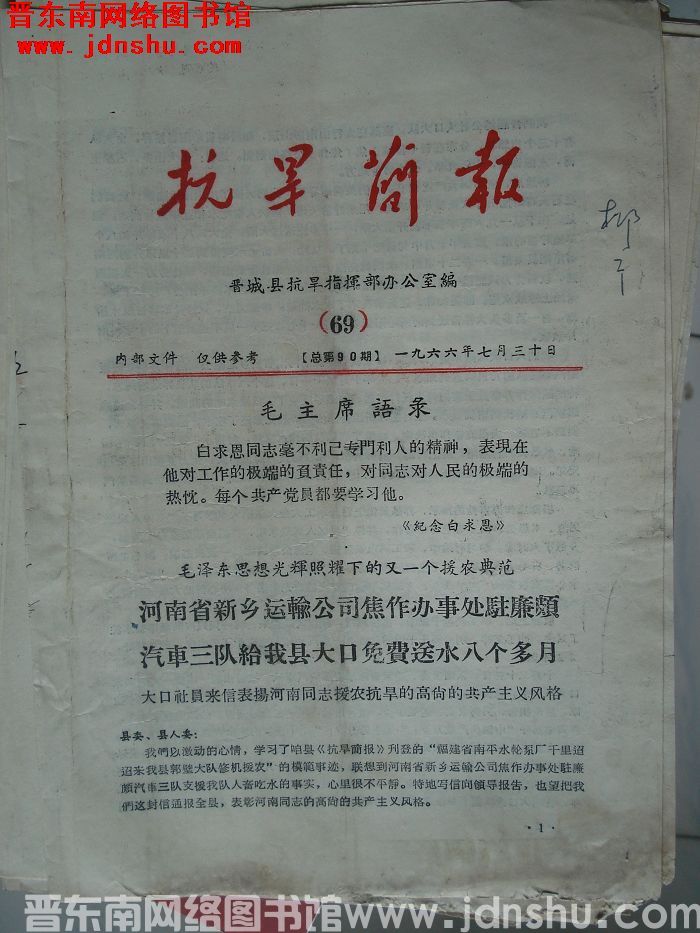 晋东南网络图书馆
www.jdnshu.com
抗旱简报
晋城县抗旱指挥部办公室編
(69)
内部文件 仅供参考 【总第90期】 一九六六年七月三十日
毛主席語录
白求恩同志毫不利己专門利人的精神，表現在
他对工作的极端的負責任，对同志对人民的极端的
热忱。每个共产党員都要学习他。
《紀念白求恩》
毛泽东思想光輝照耀下的又一个援农典范
河南省新乡运輸公司焦作办事处駐廉頗
汽車三队給我县大口免費送水八个多月
大口社員来信表揚河南同志援农抗旱的高尙的共产主义风格
县委、县人委：
我們以激动的心情，学习了咱县《抗旱简报》刊登的“福建省南平水輪泵厂千里迢
迢来我县郭壁大队修机援农”的模范事迹，联想到河南省新乡运輸公司焦作办事处駐廉
頗汽車三队支援我队人畜吃水的事实，心里很不平静。特地写信向領导报告，也望把我
們这封信通报全县，表彰河南同志的高尙的共产主义风格。
·1·
晋东南网络图书馆 www.jdnshu.com